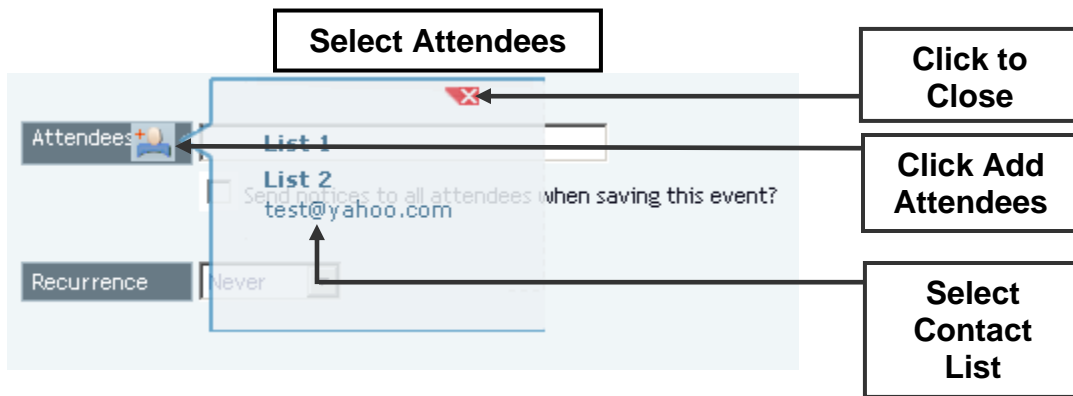 Select Attendees
Click to
Close
Attendees
List 1
Click Add
Attendees
List 2
Send notices to all attendees when saving this event?
test@yahoo.com
Recurrence
Never
Select
Contact
List